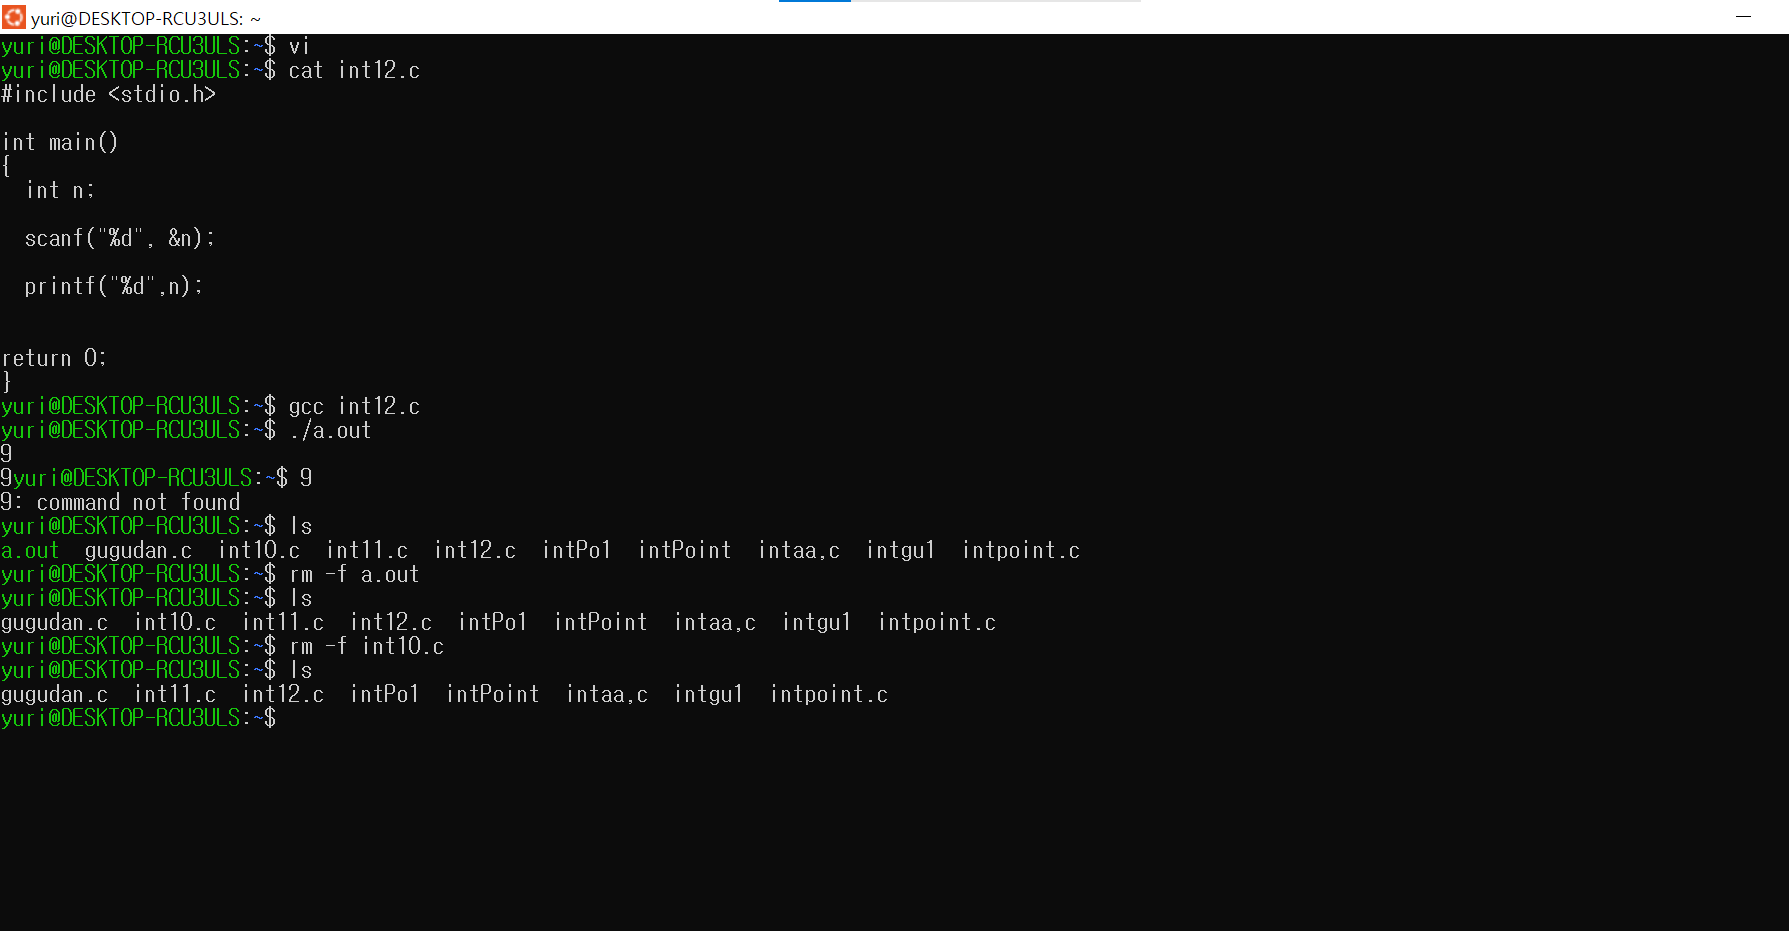 yuri@DESKTOP-RCU3ULS: ~
yuri@DESKTOP-RCU3ULS:~$ vi
yuri@DESKTOP-RCU3ULS:~$ cat int12.c
#include <stdio.h>
int main()
{
  int n;
  scanf("%d", &n);
  printf("%d",n);
return 0;
}
yuri@DESKTOP-RCU3ULS:~$ gcc int12.c
yuri@DESKTOP-RCU3ULS:~$ ./a.out
9
9yuri@DESKTOP-RCU3ULS:~$ 9
9: command not found
yuri@DESKTOP-RCU3ULS:~$ ls
a.out  gugudan.c  int10.c  int11.c  int12.c  intPo1  intPoint  intaa,c  intgu1  intpoint.c
yuri@DESKTOP-RCU3ULS:~$ rm -f a.out
yuri@DESKTOP-RCU3ULS:~$ ls
gugudan.c  int10.c  int11.c  int12.c  intPo1  intPoint  intaa,c  intgu1  intpoint.c
yuri@DESKTOP-RCU3ULS:~$ rm -f int10.c
yuri@DESKTOP-RCU3ULS:~$ ls
gugudan.c  int11.c  int12.c  intPo1  intPoint  intaa,c  intgu1  intpoint.c
yuri@DESKTOP-RCU3ULS:~$